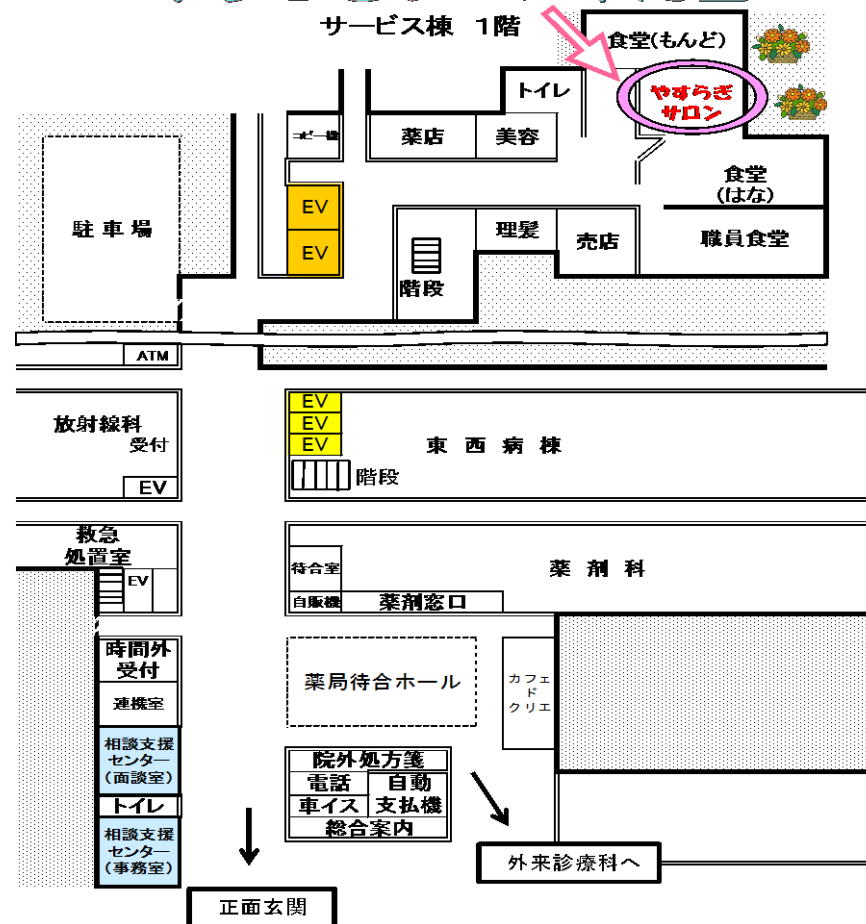 サービス棟 1階
食堂(もんど)
トイレ
やすらぎ
サロン
コピー機
薬店
美容
食堂
(はな)
EV
駐車場
理髪
売店
職員食堂
EV
階段
ATM
EV
放射線科
受付
EV
EV
東西病棟
階段
EV
救急
処置室
EV
待合室
薬剤科
自販機
薬剤窓口
時間外
受付
薬局待合ホール
カフェ
ド
クリエ
連携室
相談支援
センター
(面談室)
院外処方箋
電話
自動
トイレ
車イス
支払機
相談支援
センター
(事務室)
総合案内
外来診療科へ
正面玄関